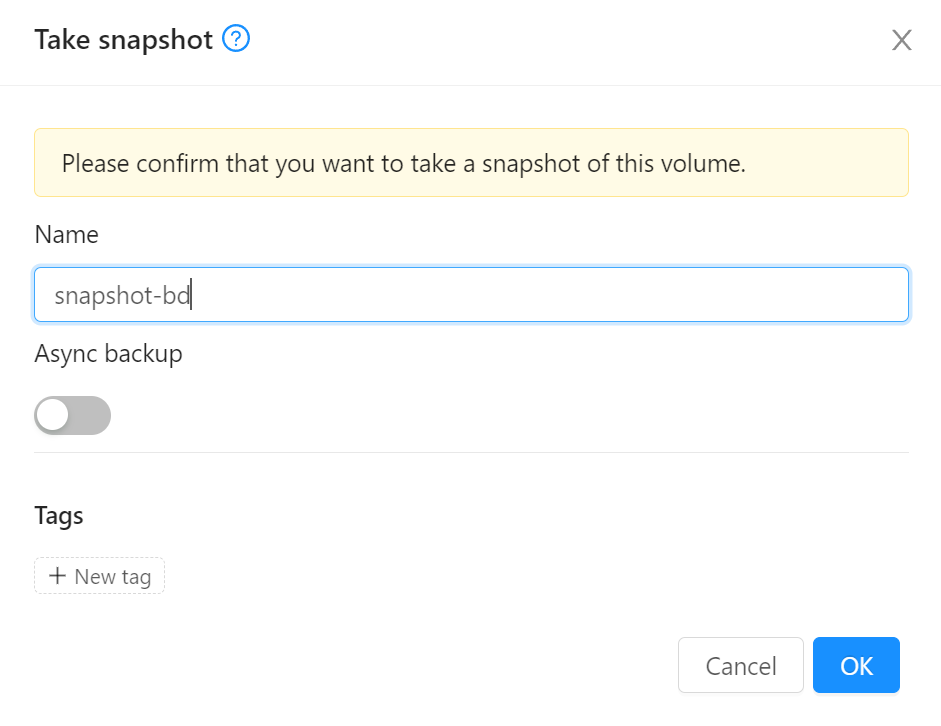 Take snapshot ?
Please confirm that you want to take a snapshot of this volume.
Name
snapshot-bd
Async backup
Tags
+ New tag
Cancel OK